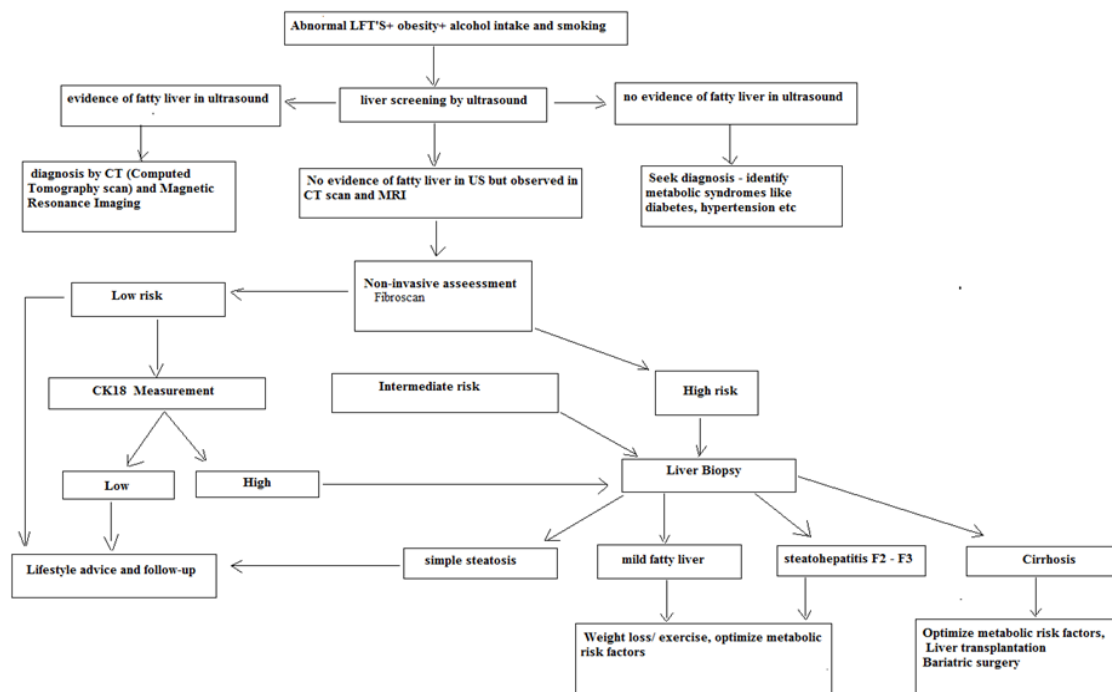 Abnormal LFT'S+ obesity+ alcohol intake and smoking
evidence of fatty liver in ultrasound
liver screening by ultrasound
no evidence of fatty liver in ultrasound
diagnosis by CT (Computed
Tomography scan) and Magnetic
Resonance Imaging
No evidence of fatty liver in US but observed in
CT scan and MRI
Seek diagnosis - identify
metabolic syndromes like
diabetes, hypertension etc
Non-invasive asseessment
Fibroscan
Low risk
CK18 Measurement
Intermediate risk
High risk
Low
High
Liver Biopsy
Lifestyle advice and follow-up
simple steatosis
mild fatty liver
steatohepatitis F2 - F3
Cirrhosis
Weight loss/ exercise, optimize metabolic
risk factors
Optimize metabolic risk factors,
Liver transplantation
Bariatric surgery